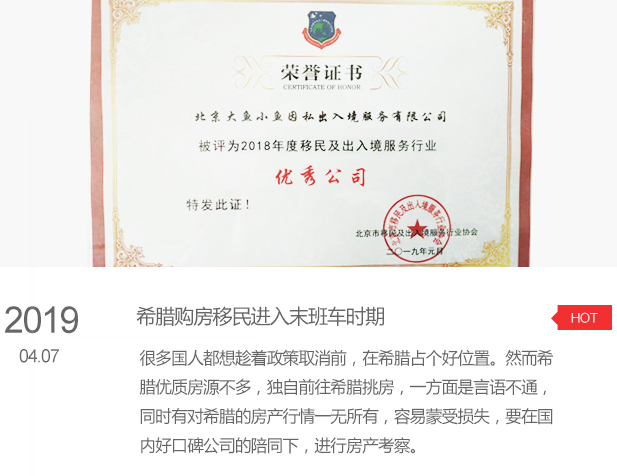 荣誉证书
CERTIFICATE OF HONOR
北京大鱼小鱼因私出入境服务有限公司
被评为2018年度移民及出入境服务行业
优秀公司
特发此证！
北京市移民及出入境服务行业协会
二〇一九年元月
2019
希腊购房移民进入末班车时期
HOT
04.07
很多国人都想趁着政策取消前，在希腊占个好位置。然而希
腊优质房源不多，独自前往希腊挑房，一方面是言语不通，
同时有对希腊的房产行情一无所有，容易蒙受损失，要在国
内好口碑公司的陪同下，进行房产考察。